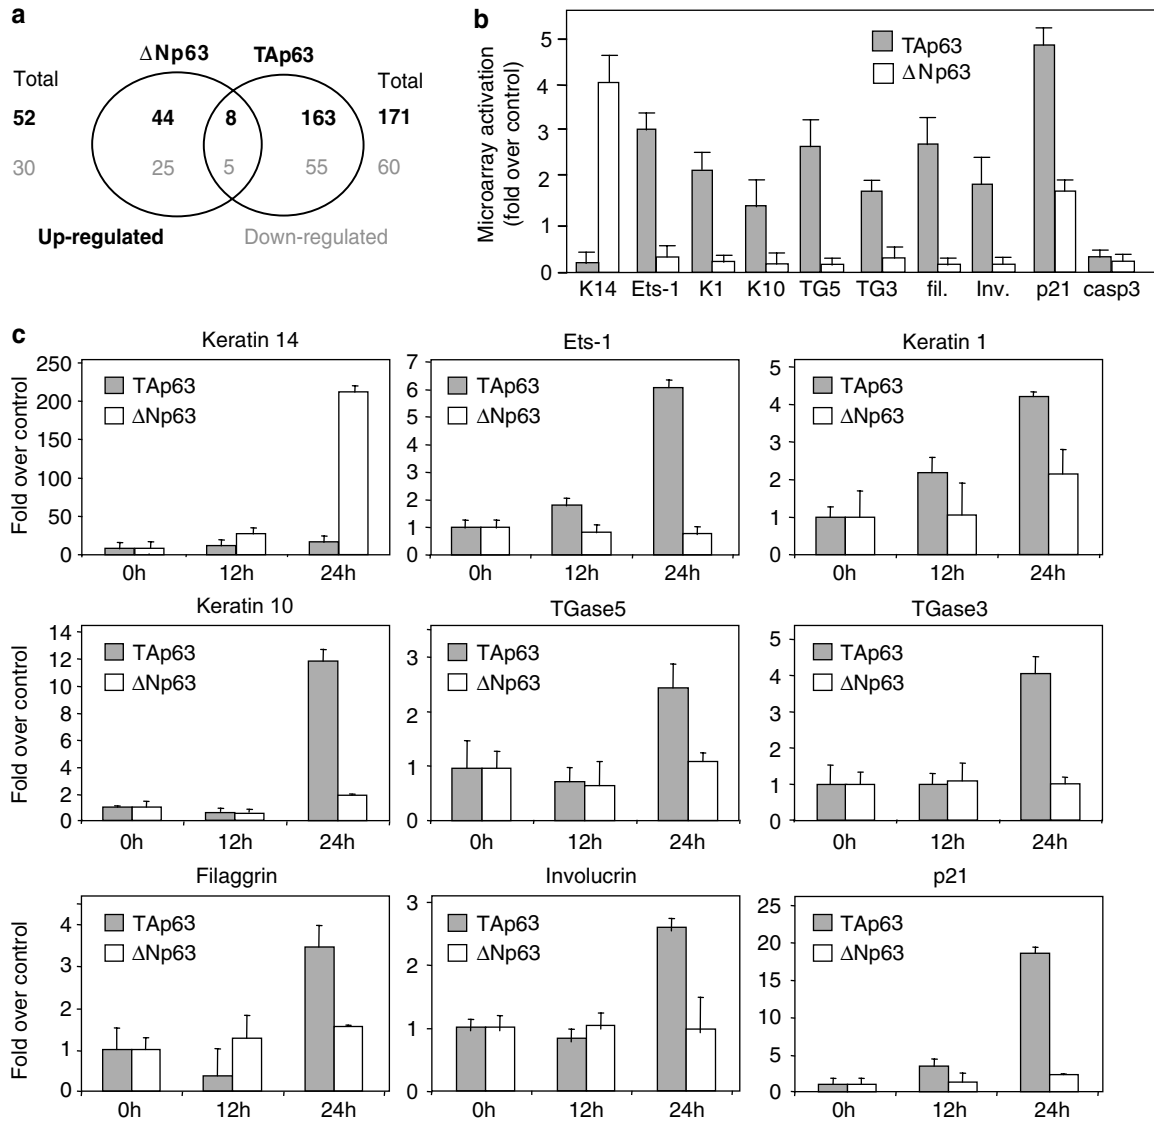 a
ΔNp63 TAp63
Total Total
52 44 8 163 171
30 25 5 55 60
Up-regulated Down-regulated
b
Microarray activation
(fold over control)
5
4
3
2
1
0
TAp63
ΔNp63
K14 Ets-1 K1 K10 TG5 TG3 fil. Inv. p21 casp3
c
Keratin 14
Fold over control
250
200
150
100
50
0
TAp63
ΔNp63
0h 12h 24h
Ets-1
7
6
5
4
3
2
1
0
TAp63
ΔNp63
0h 12h 24h
Keratin 1
5
4
3
2
1
0
TAp63
ΔNp63
0h 12h 24h
Keratin 10
Fold over control
14
12
10
8
6
4
2
0
TAp63
ΔNp63
0h 12h 24h
TGase5
3
2
1
0
TAp63
ΔNp63
0h 12h 24h
TGase3
5
4
3
2
1
0
TAp63
ΔNp63
0h 12h 24h
Filaggrin
Fold over control
4
3
2
1
0
TAp63
ΔNp63
0h 12h 24h
Involucrin
3
2
1
0
TAp63
ΔNp63
0h 12h 24h
p21
25
20
15
10
5
0
TAp63
ΔNp63
0h 12h 24h